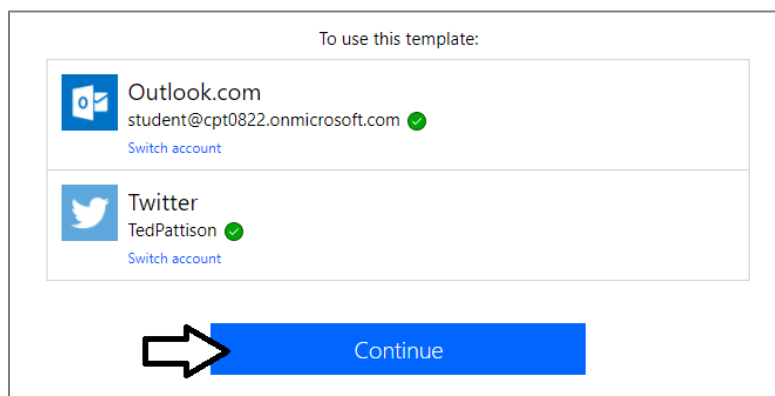 To use this template:
Outlook.com
student@cpt0822.onmicrosoft.com
Switch account
Twitter
TedPattison
Switch account
Continue